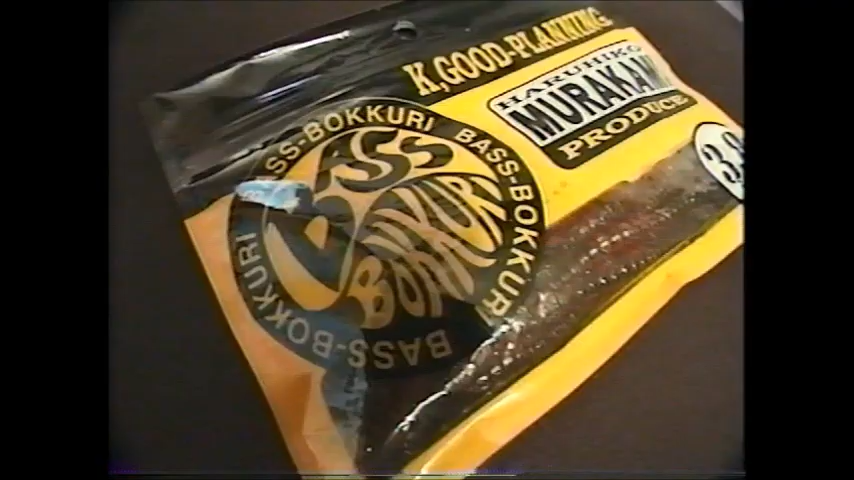 K,GOOD-PLANNING
HARUHIKO
MURAKAMI
PRODUCE
BASS-BOKKURI BASS-BOKKURI BASS-BOKKURI
BASS
BOKKURI